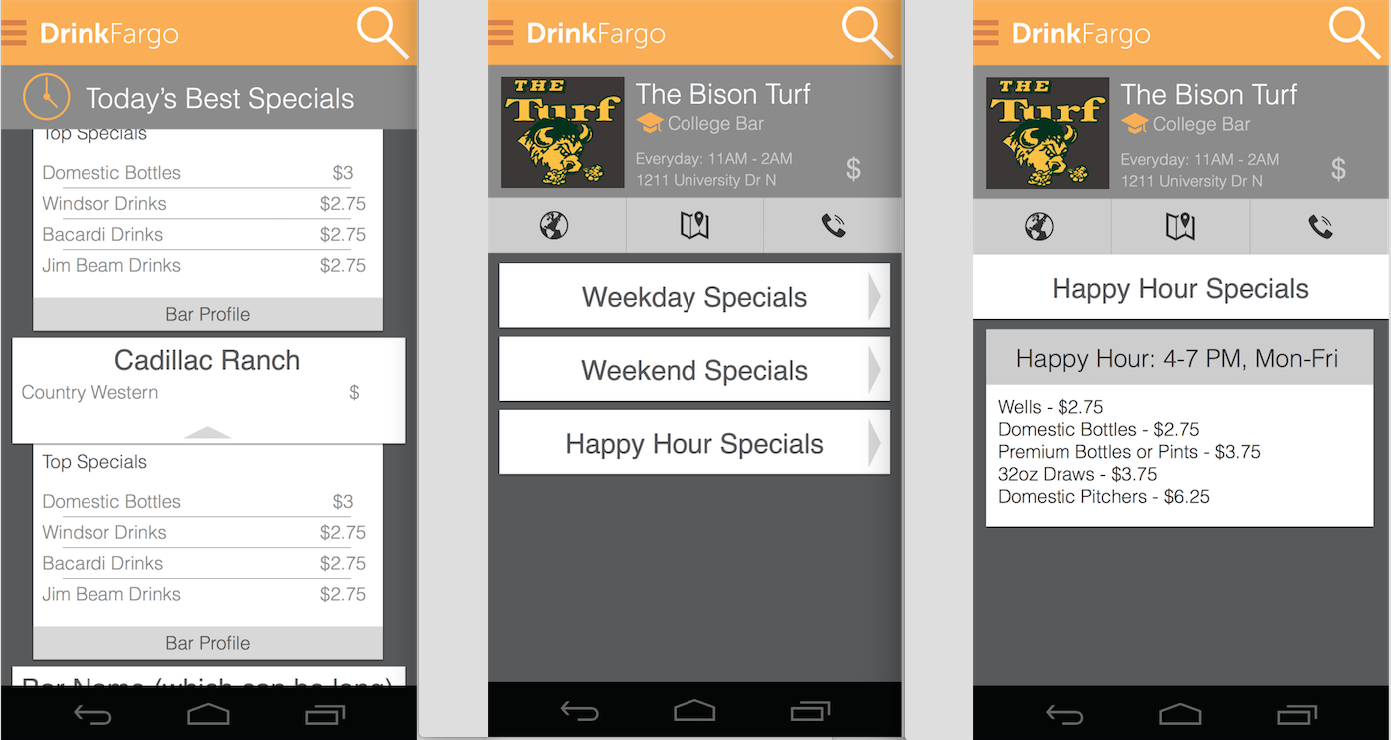 DrinkFargo
Today's Best Specials
Top Specials
Domestic Bottles $3
Windsor Drinks $2.75
Bacardi Drinks $2.75
Jim Beam Drinks $2.75
Bar Profile
Cadillac Ranch
Country Western $
Top Specials
Domestic Bottles $3
Windsor Drinks $2.75
Bacardi Drinks $2.75
Jim Beam Drinks $2.75
Bar Profile
Bar Name (which can be long)
DrinkFargo
THE
Turf
The Bison Turf
College Bar
Everyday: 11AM - 2AM
1211 University Dr N
$
Weekday Specials
Weekend Specials
Happy Hour Specials
DrinkFargo
THE
Turf
The Bison Turf
College Bar
Everyday: 11AM - 2AM
1211 University Dr N
$
Happy Hour Specials
Happy Hour: 4-7 PM, Mon-Fri
Wells - $2.75
Domestic Bottles - $2.75
Premium Bottles or Pints - $3.75
32oz Draws - $3.75
Domestic Pitchers - $6.25